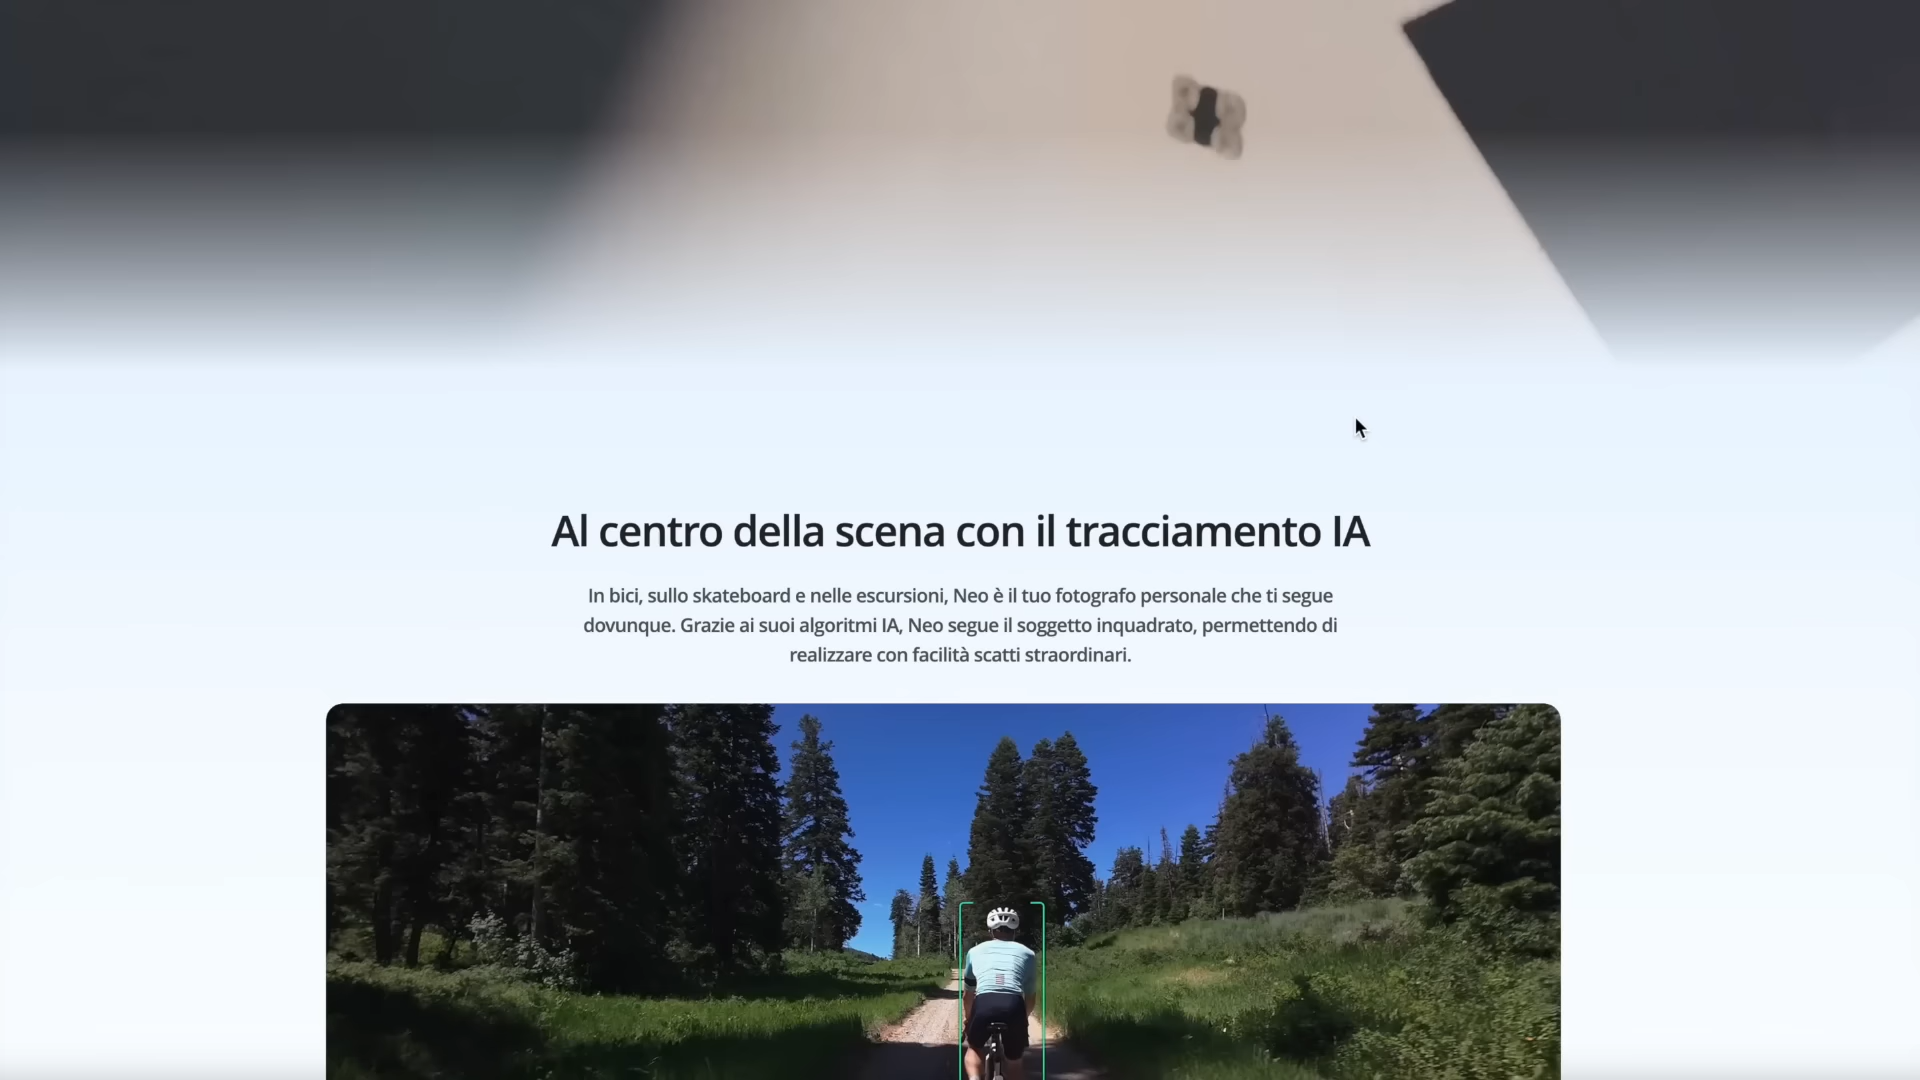 Al centro della scena con il tracciamento IA
In bici, sullo skateboard e nelle escursioni, Neo è il tuo fotografo personale che ti segue
dovunque. Grazie ai suoi algoritmi IA, Neo segue il soggetto inquadrato, permettendo di
realizzare con facilità scatti straordinari.